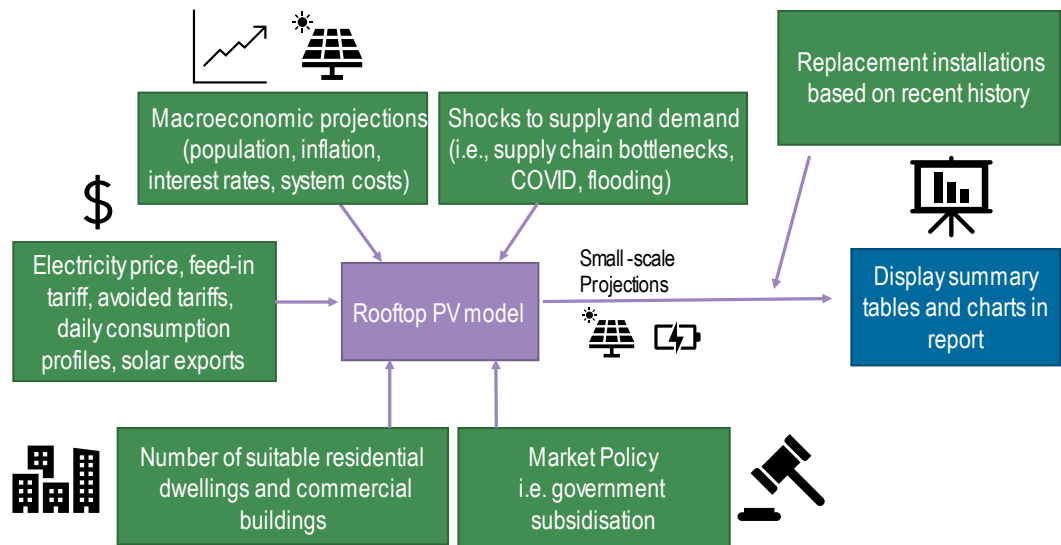 Macroeconomic projections
(population, inflation,
interest rates, system costs)
Shocks to supply and demand
(i.e., supply chain bottlenecks,
COVID, flooding)
Replacement installations
based on recent history
$
Electricity price, feed-in
tariff, avoided tariffs,
daily consumption
profiles, solar exports
Rooftop PV model
Small-scale
Projections
Display summary
tables and charts in
report
Number of suitable residential
dwellings and commercial
buildings
Market Policy
i.e. government
subsidisation